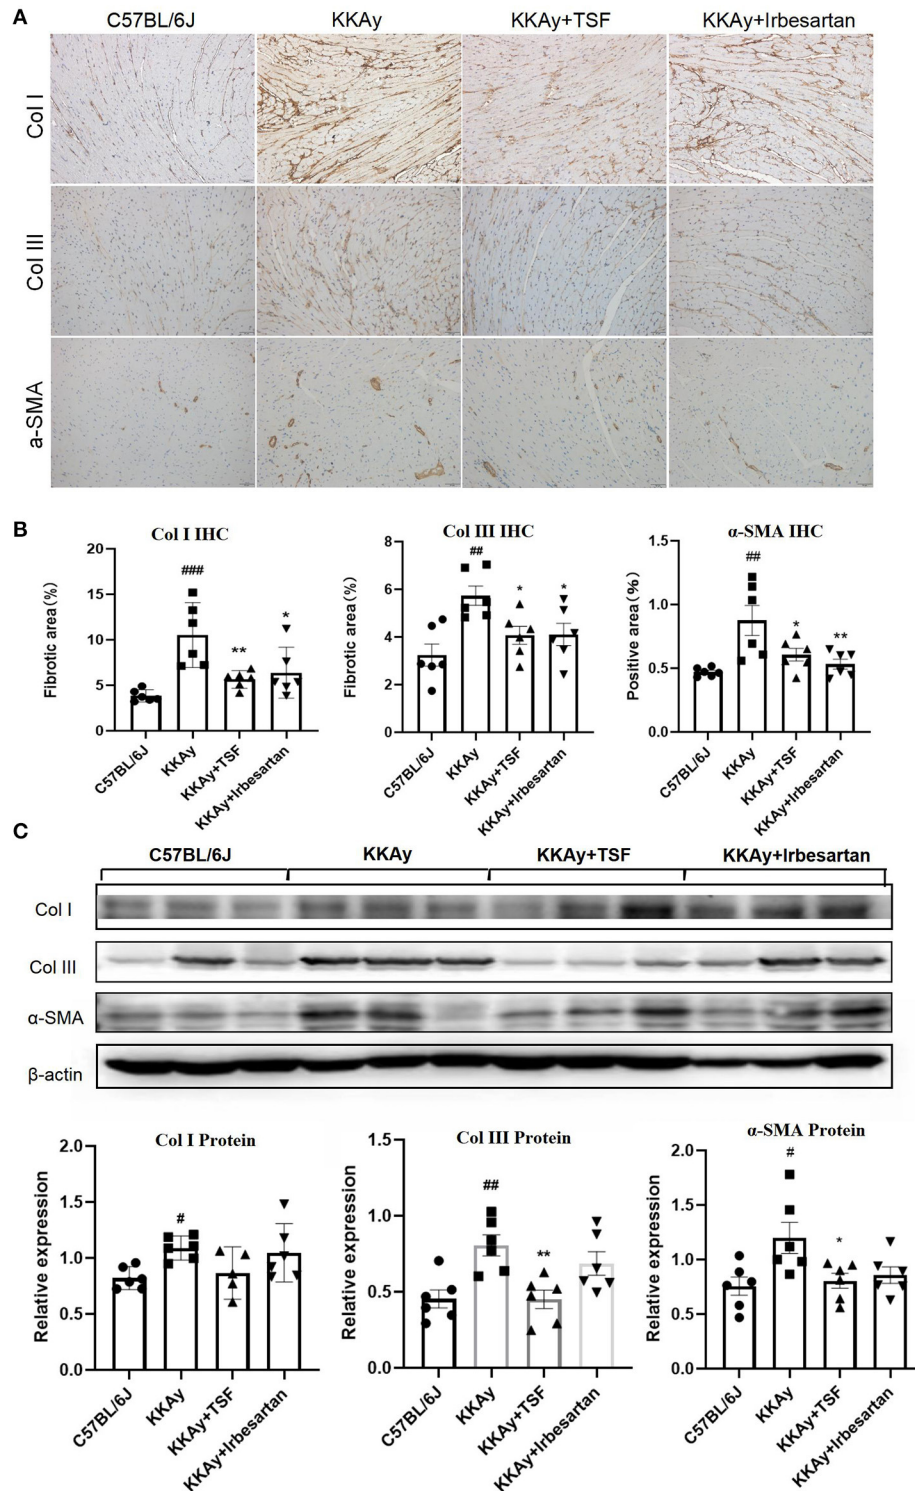 A
C57BL/6J KKAy KKAy+TSF KKAy+Irbesartan
Col I
Col III
a-SMA
B
Col I IHC
Fibrotic area(%)
20
15
10
5
0
###
**
*
C57BL/6J
KKAy
KKAy+TSF
KKAy+Irbesartan
Col III IHC
Fibrotic area(%)
8
6
4
2
0
##
*
*
C57BL/6J
KKAy
KKAy+TSF
KKAy+Irbesartan
α-SMA IHC
Positive area(%)
1.5
1.0
0.5
0.0
##
*
**
C57BL/6J
KKAy
KKAy+TSF
KKAy+Irbesartan
C
C57BL/6J KKAy KKAy+TSF KKAy+Irbesartan
Col I
Col III
α-SMA
β-actin
Col I Protein
Relative expression
2.0
1.5
1.0
0.5
0.0
#
C57BL/6J
KKAy
KKAy+TSF
KKAy+Irbesartan
Col III Protein
Relative expression
1.5
1.0
0.5
0.0
##
**
C57BL/6J
KKAy
KKAy+TSF
KKAy+Irbesartan
α-SMA Protein
Relative expression
2.0
1.5
1.0
0.5
0.0
#
*
C57BL/6J
KKAy
KKAy+TSF
KKAy+Irbesartan